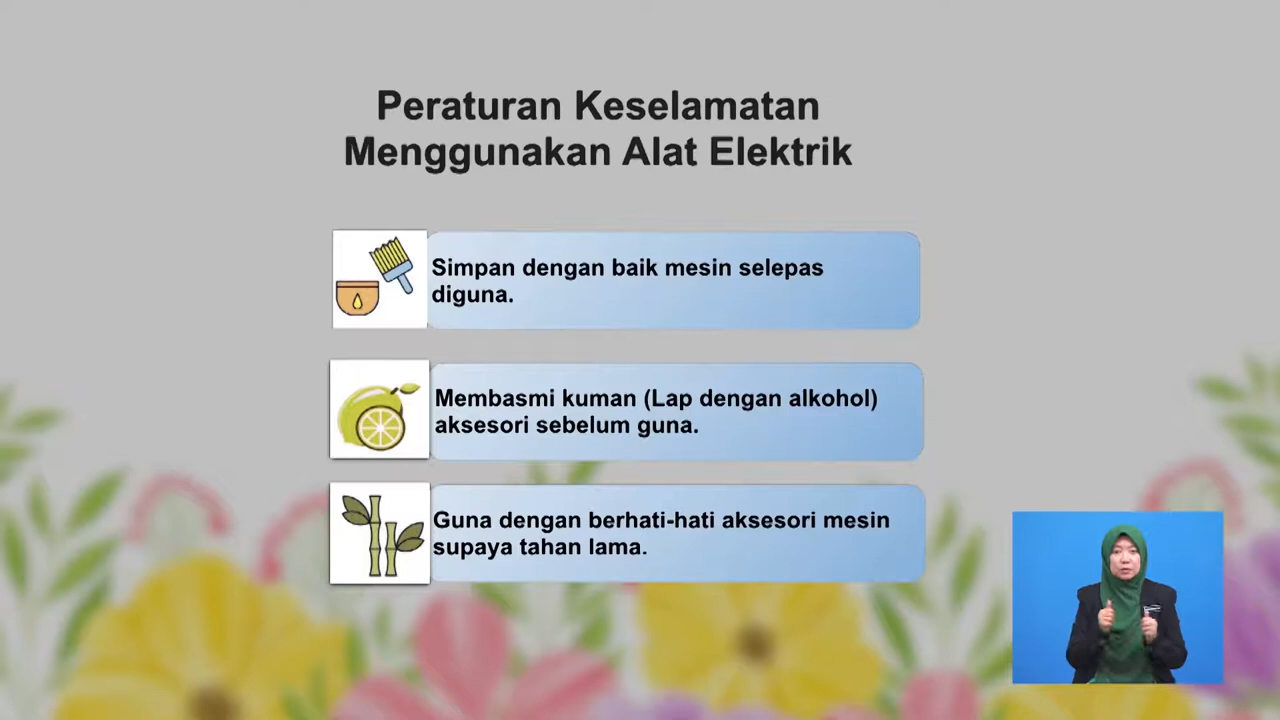 Peraturan Keselamatan
Menggunakan Alat Elektrik
Simpan dengan baik mesin selepas
diguna.
Membasmi kuman (Lap dengan alkohol)
aksesori sebelum guna.
Guna dengan berhati-hati aksesori mesin
supaya tahan lama.